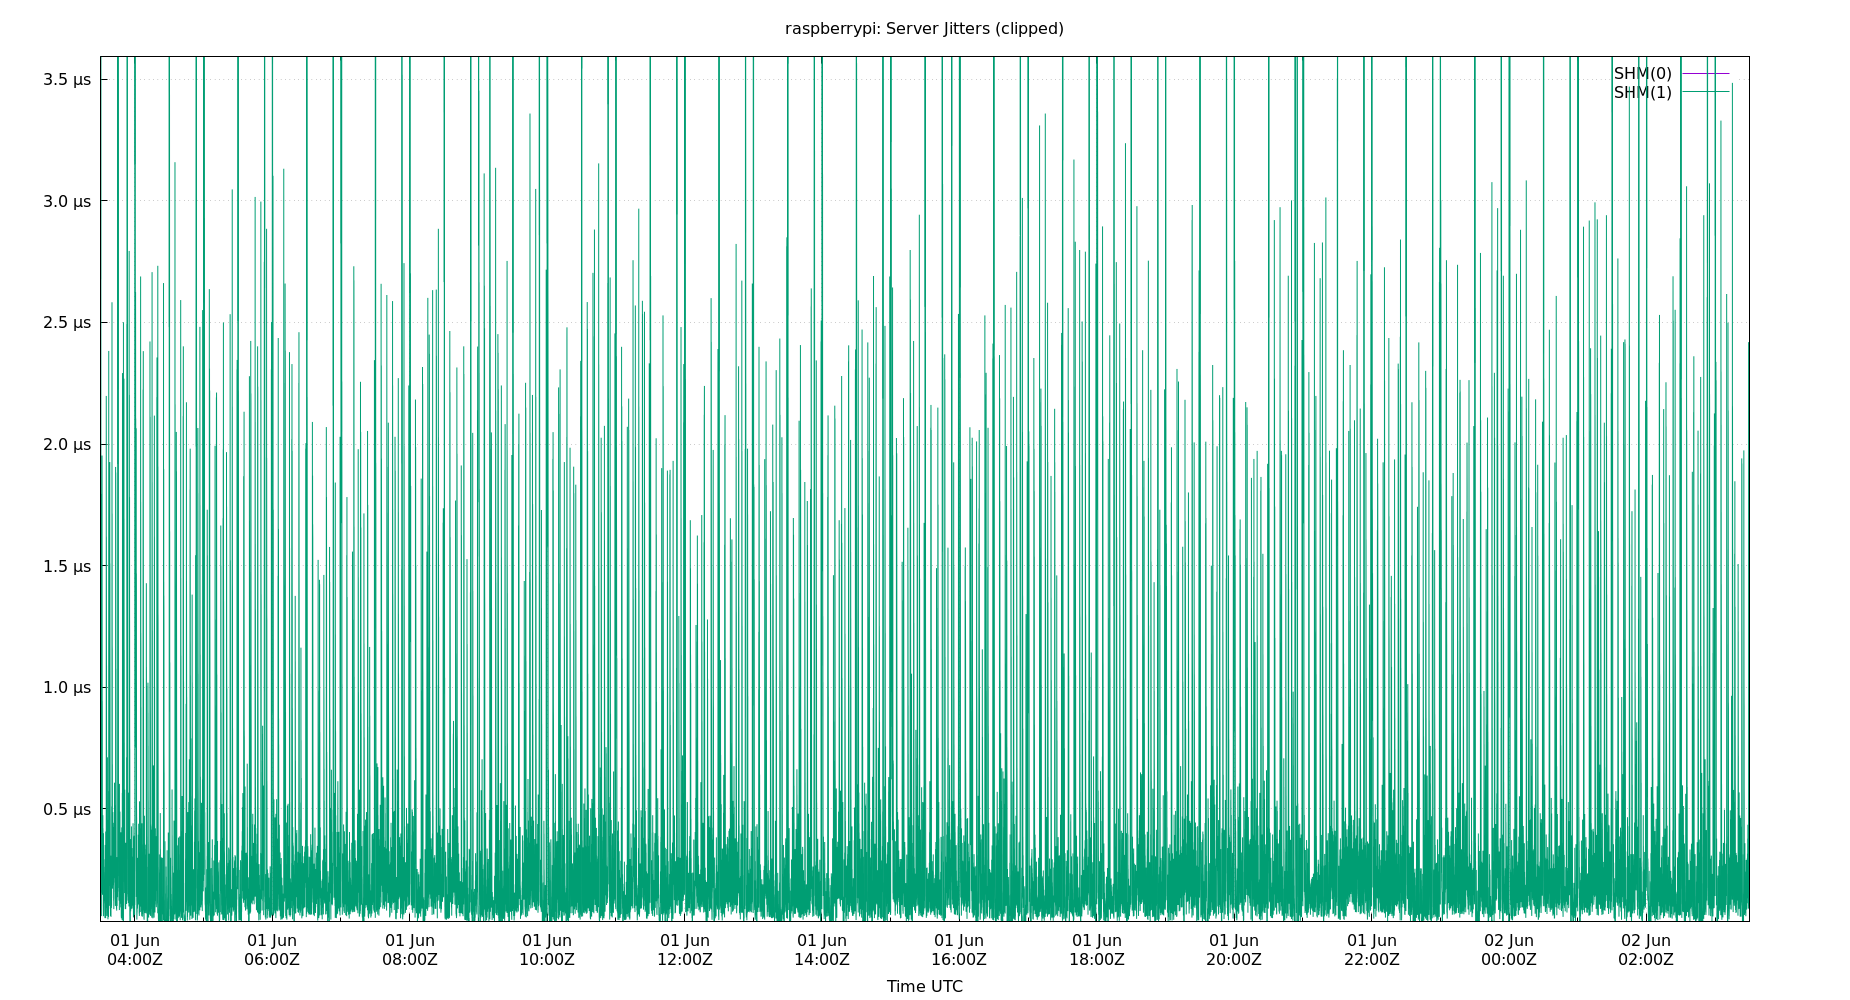 raspberrypi: Server Jitters (clipped)
SHM(0)
SHM(1)
3.5 µs
3.0 µs
2.5 µs
2.0 µs
1.5 µs
1.0 µs
0.5 µs
01 Jun 01 Jun 01 Jun 01 Jun 01 Jun 01 Jun 01 Jun 01 Jun 01 Jun 01 Jun 02 Jun 02 Jun
04:00Z 06:00Z 08:00Z 10:00Z 12:00Z 14:00Z 16:00Z 18:00Z 20:00Z 22:00Z 00:00Z 02:00Z
Time UTC